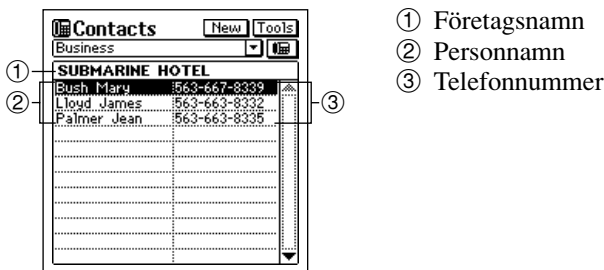 Contacts New Tools
Business
① SUBMARINE HOTEL
Bush Mary 563-667-8339
② Lloyd James 563-663-8332 ③
Palmer Jean 563-663-8335
① Företagsnamn
② Personnamn
③ Telefonnummer